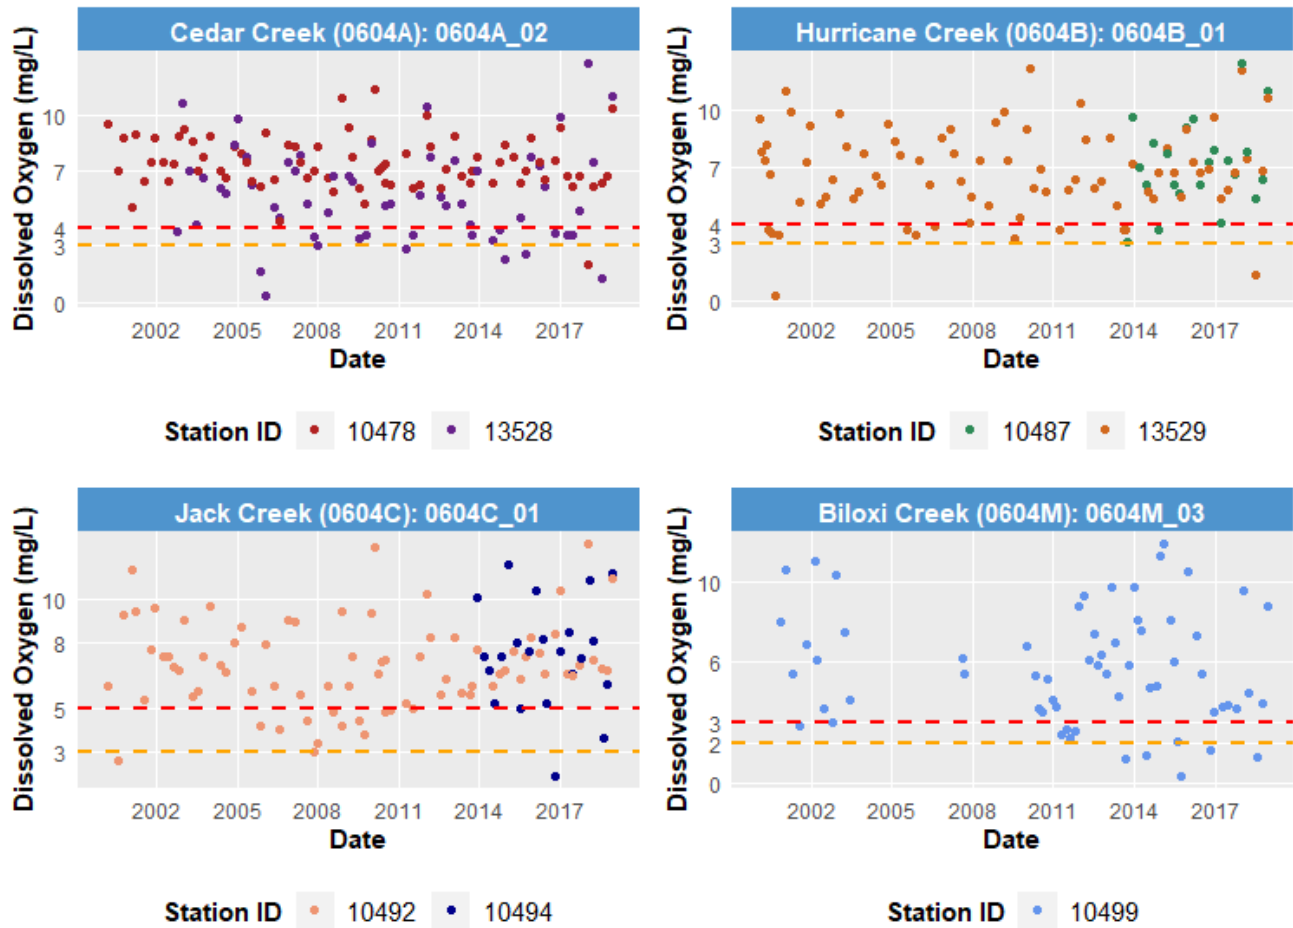 Cedar Creek (0604A): 0604A_02
Dissolved Oxygen (mg/L)
10
7
4
3
0
2002 2005 2008 2011 2014 2017
Date
Station ID 10478 13528
Hurricane Creek (0604B): 0604B_01
Dissolved Oxygen (mg/L)
10
7
4
3
0
2002 2005 2008 2011 2014 2017
Date
Station ID 10487 13529
Jack Creek (0604C): 0604C_01
Dissolved Oxygen (mg/L)
10
8
5
3
2002 2005 2008 2011 2014 2017
Date
Station ID 10492 10494
Biloxi Creek (0604M): 0604M_03
Dissolved Oxygen (mg/L)
10
6
3
2
0
2002 2005 2008 2011 2014 2017
Date
Station ID 10499